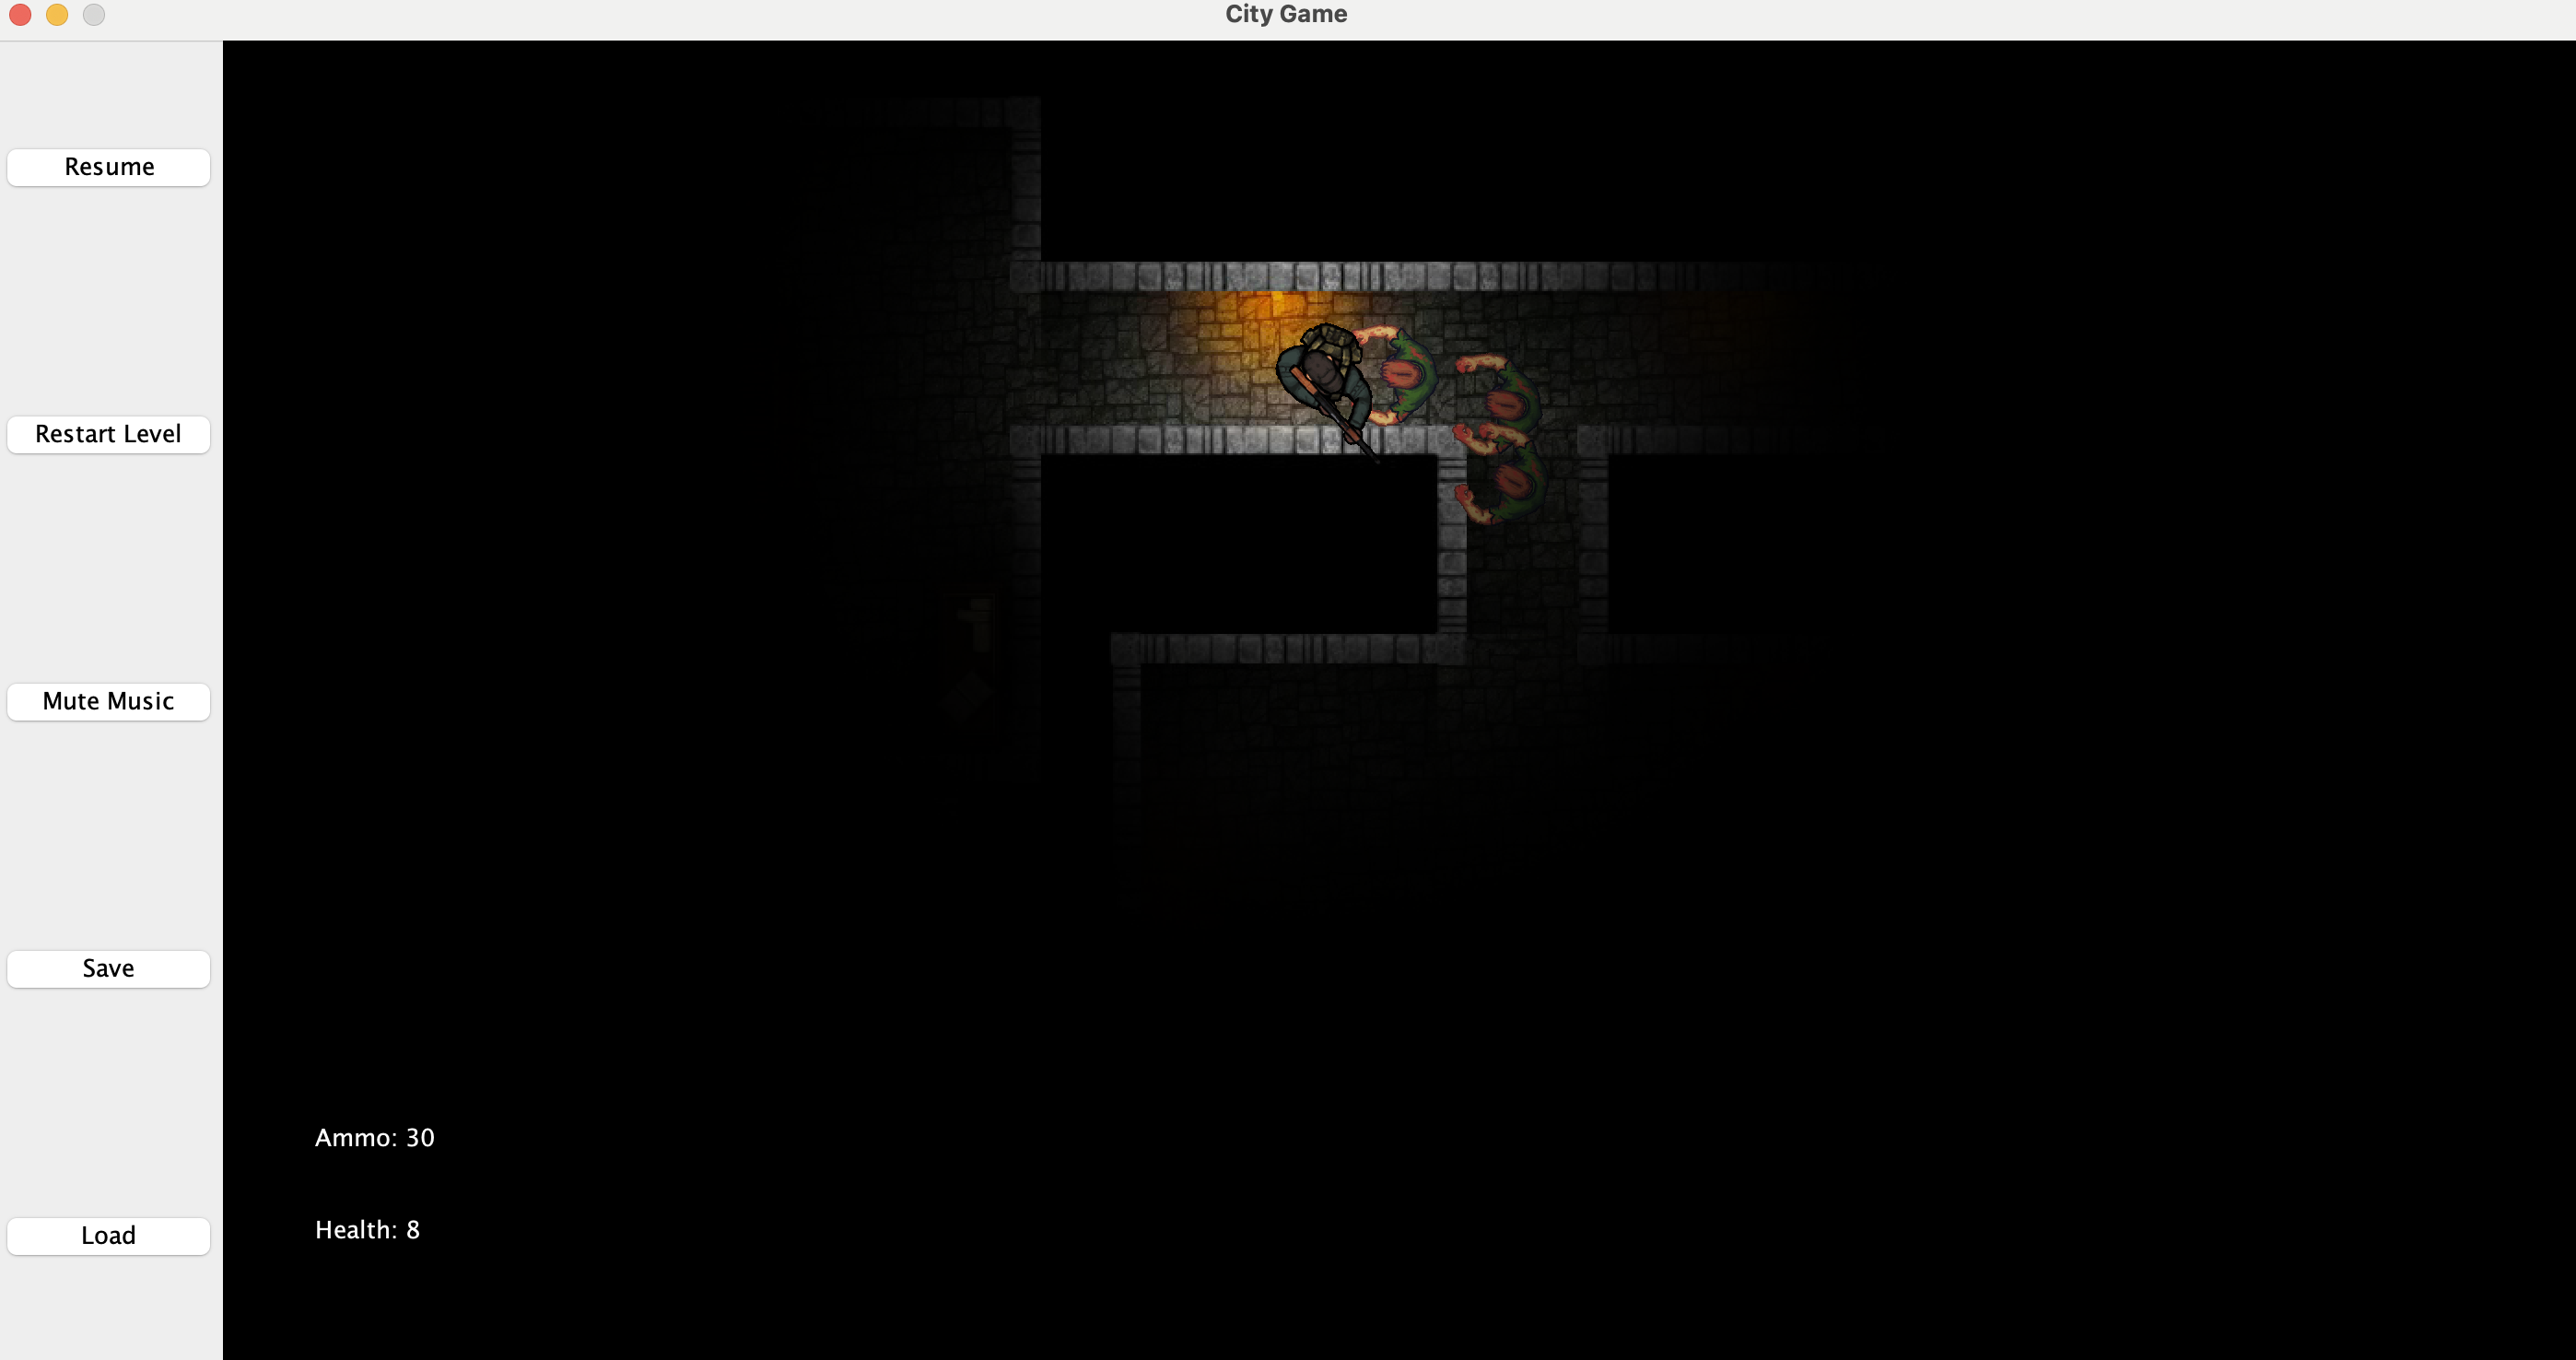 City Game
Resume
Restart Level
Mute Music
Save
Load
Ammo: 30
Health: 8